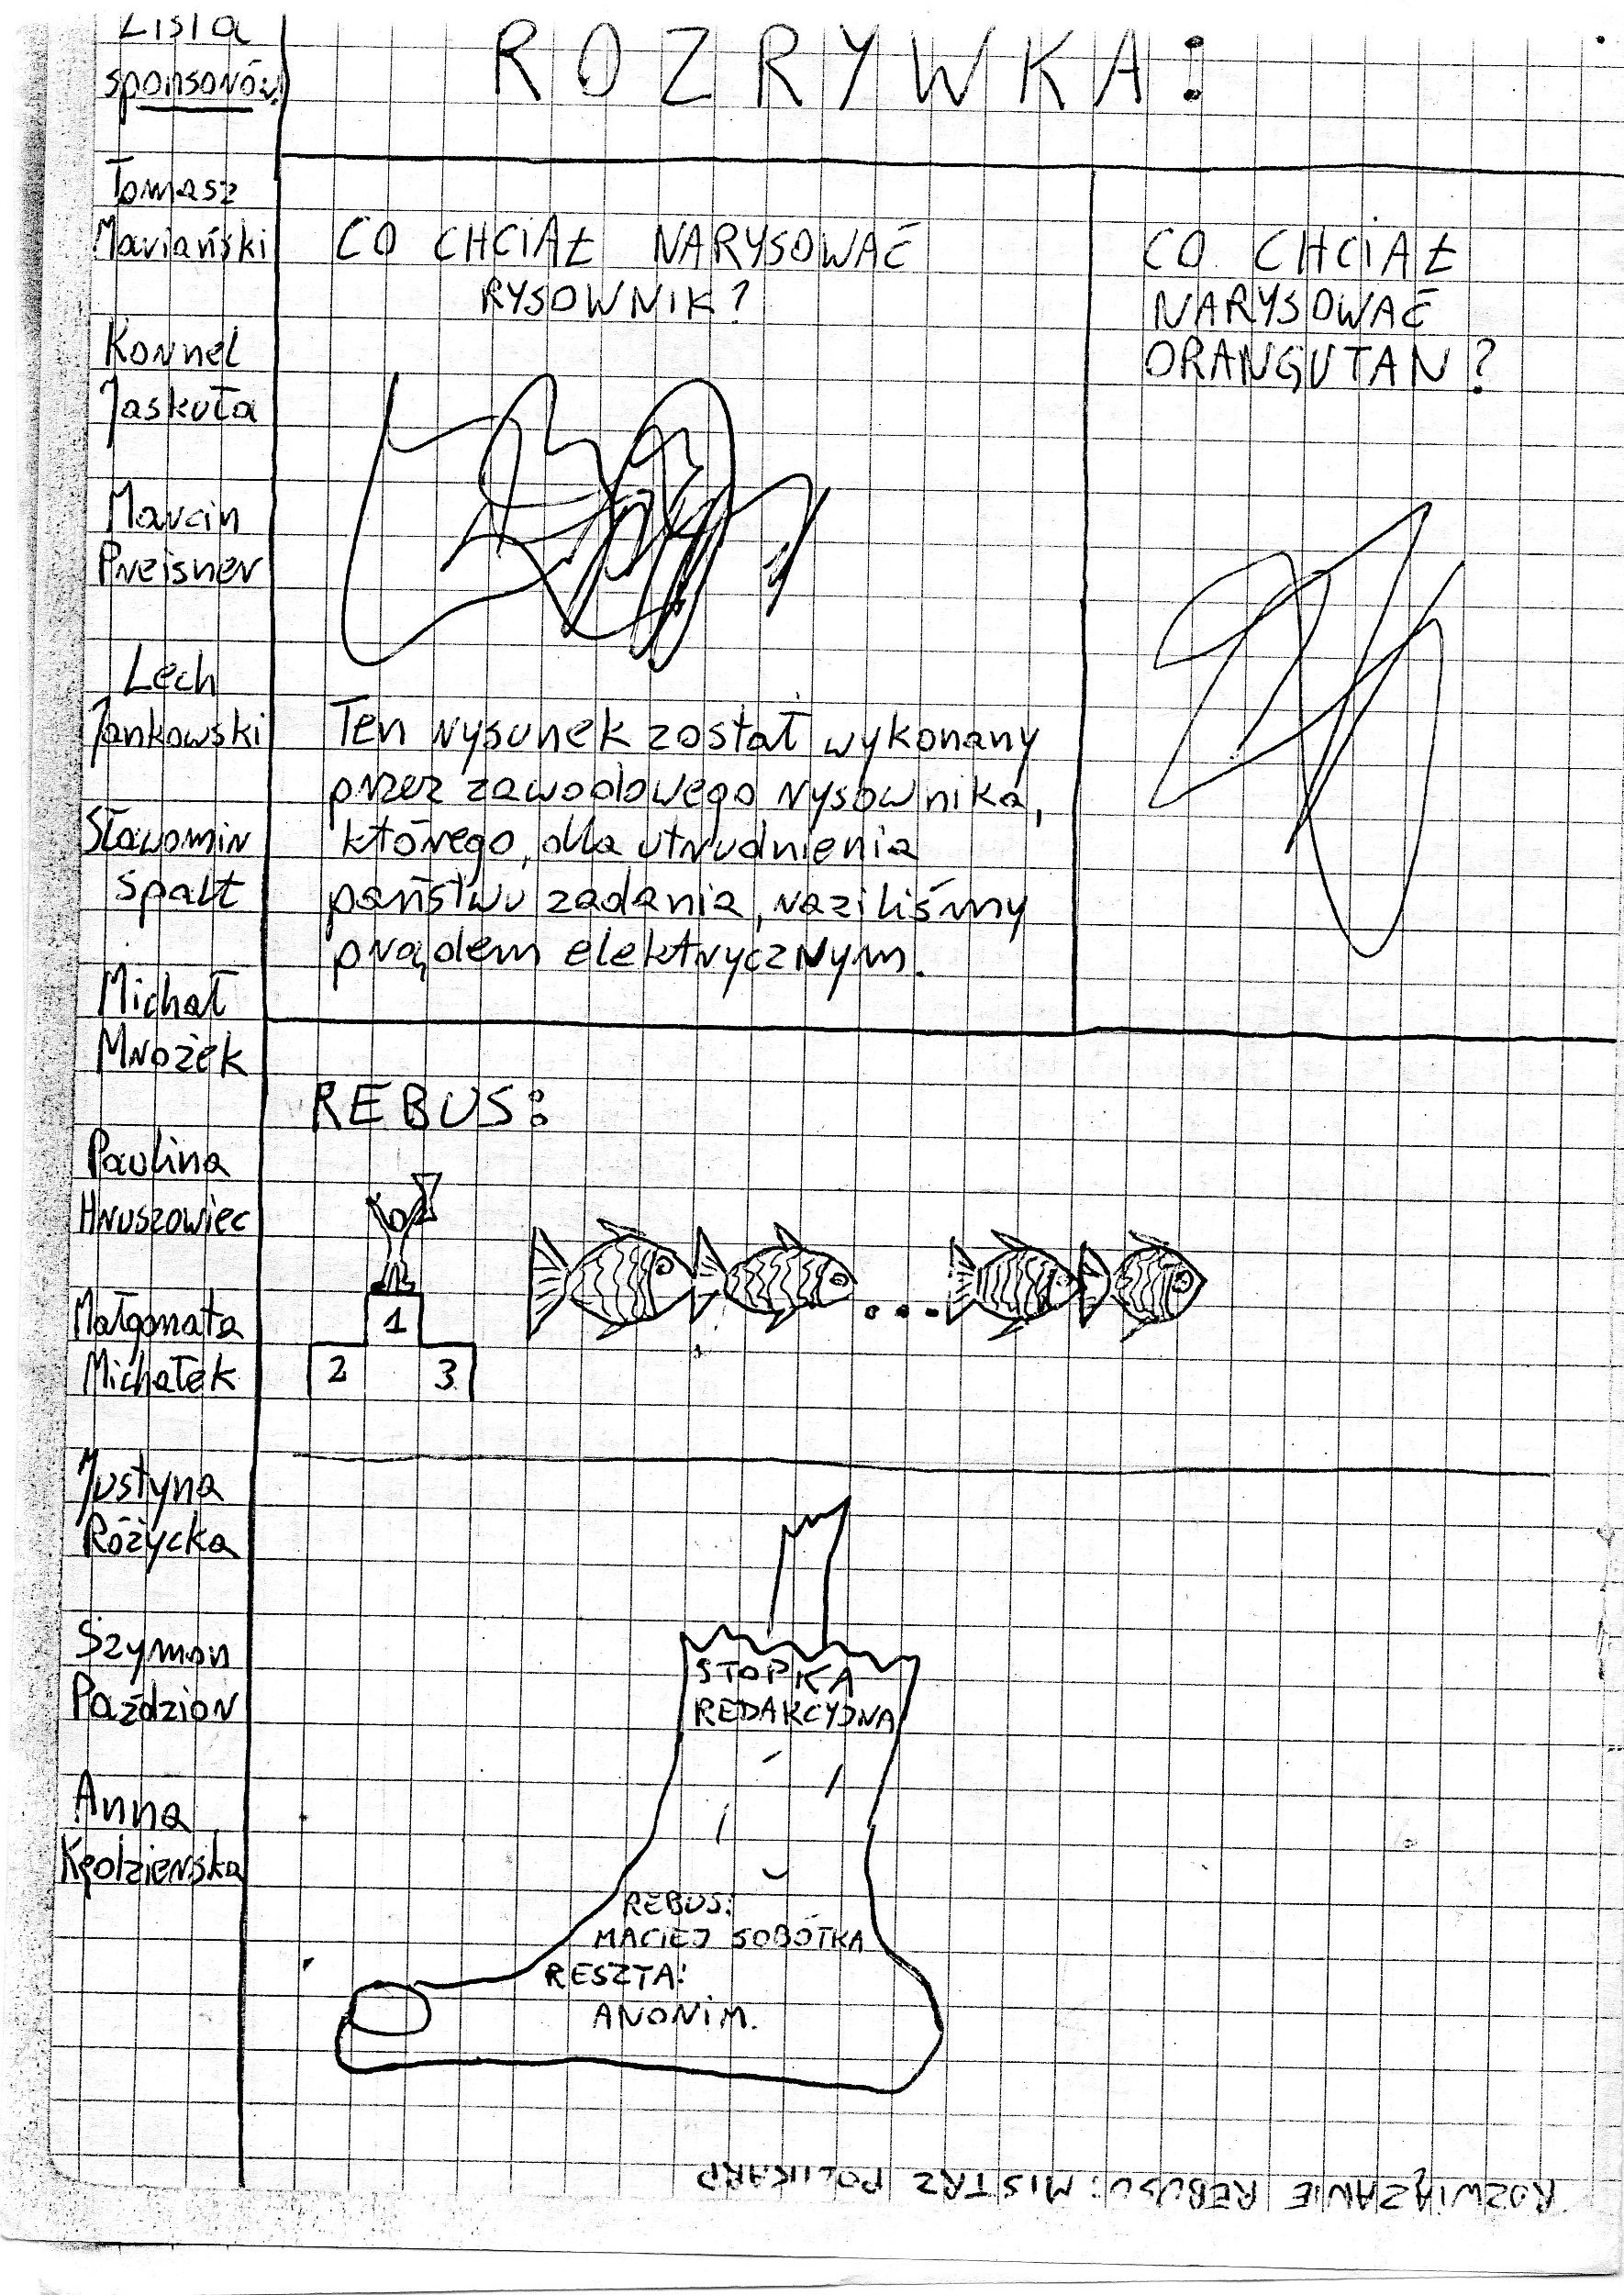 Lista
sponsorów:
Tomasz
Mariański
Kornel
Jaskuła
Marcin
Preisner
Lech
Jankowski
Sławomir
Spałt
Michał
Mrożek
Paulina
Hruszowiec
Małgorzata
Michałek
Justyna
Różycka
Szymon
Paździor
Anna
Kędzierska
ROZRYWKA:
CO CHCIAŁ NARYSOWAĆ
RYSOWNIK?
Ten rysunek został wykonany
przez zawodowego rysownika,
którego, dla utrudnienia
państwu zadania, raziliśmy
prądem elektrycznym.
CO CHCIAŁ
NARYSOWAĆ
ORANGUTAN?
REBUS:
1
2 3
STOPKA
REDAKCYJNA
REBUS:
MACIEJ SOBÓTKA
RESZTA:
ANONIM.
ROZWIĄZANIE REBUSU: MISTRZ POLIKARP